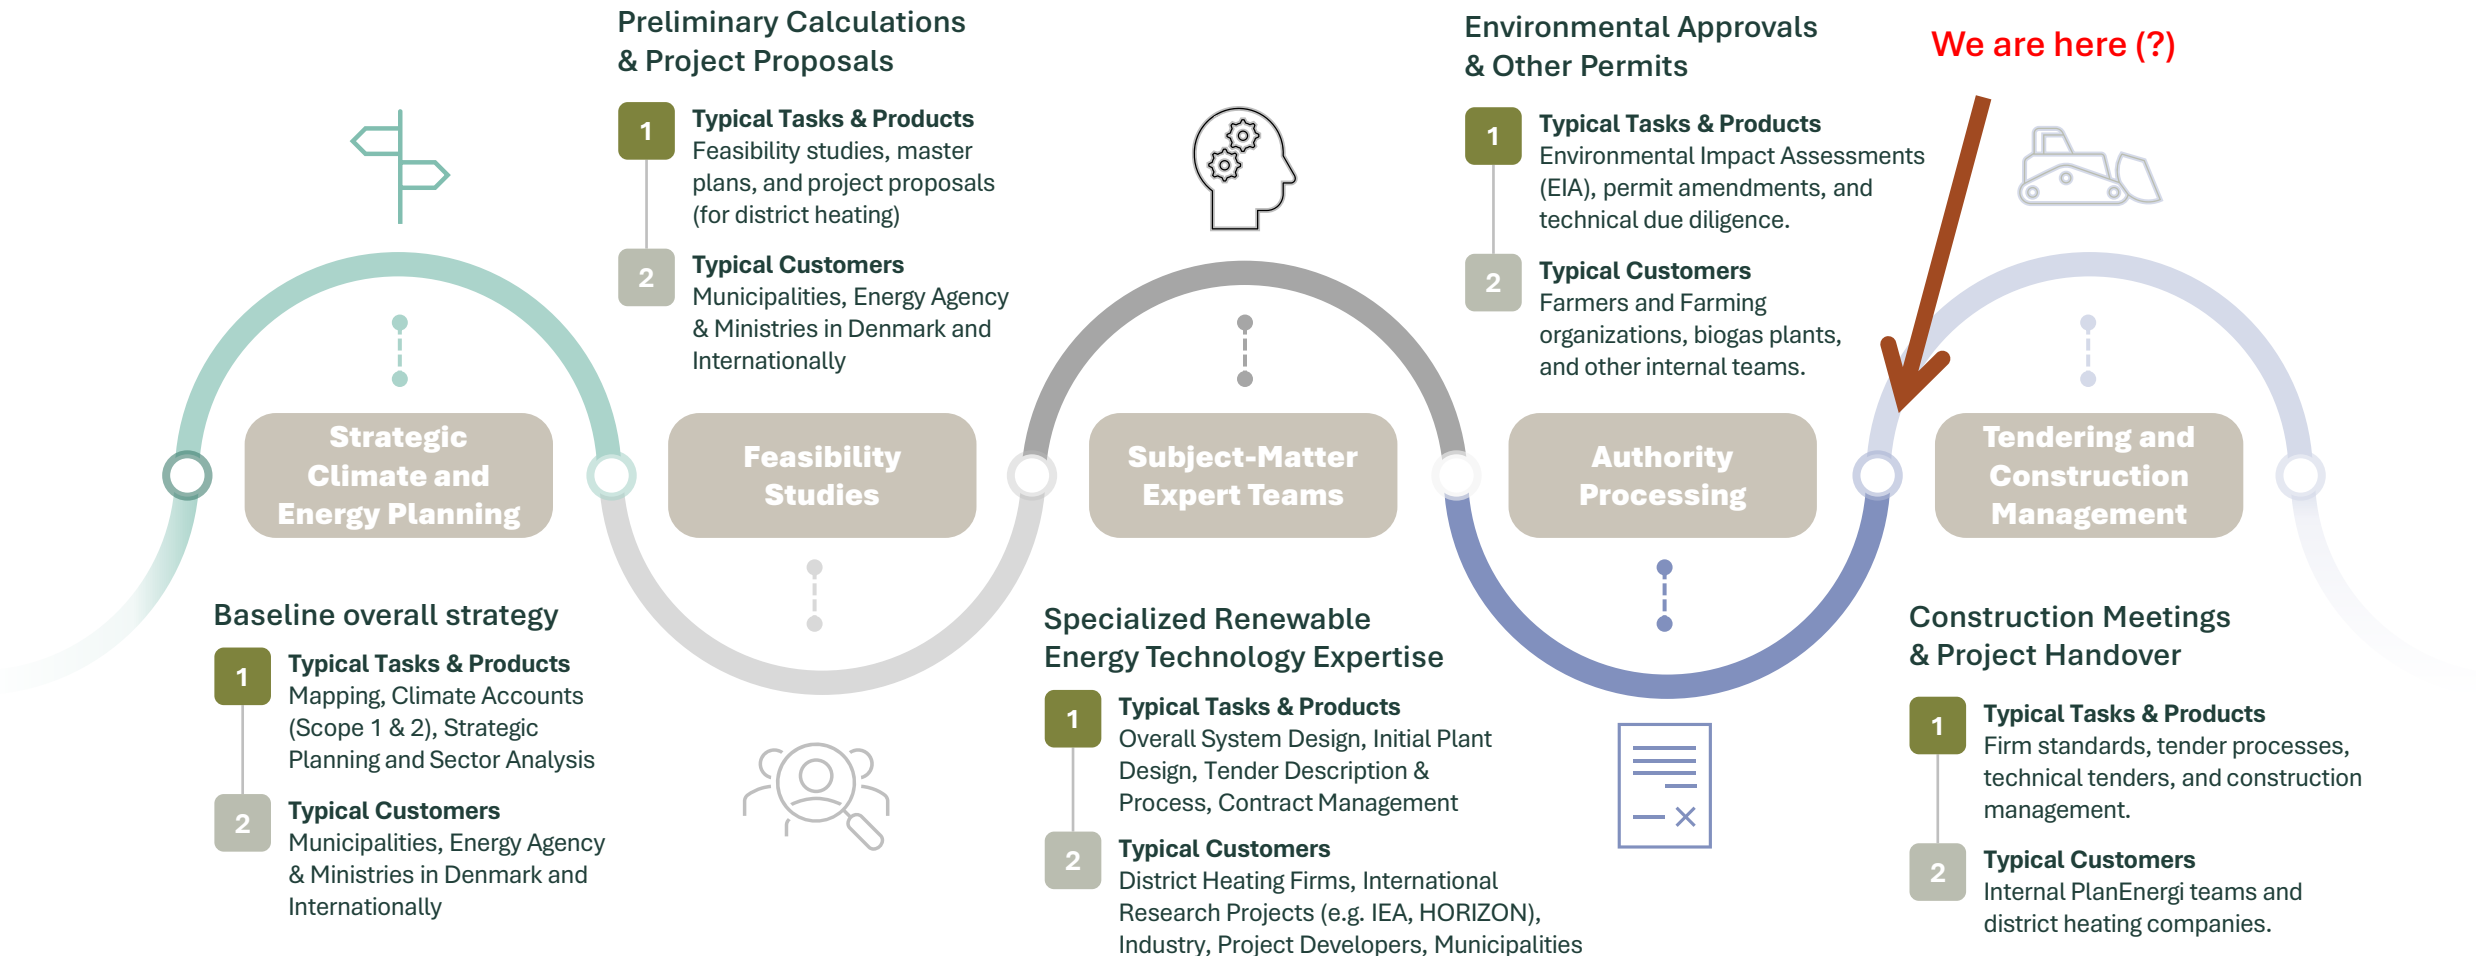 Preliminary Calculations
& Project Proposals
1
Typical Tasks & Products
Feasibility studies, master
plans, and project proposals
(for district heating)
2
Typical Customers
Municipalities, Energy Agency
& Ministries in Denmark and
Internationally
Environmental Approvals
& Other Permits
1
Typical Tasks & Products
Environmental Impact Assessments
(EIA), permit amendments, and
technical due diligence.
2
Typical Customers
Farmers and Farming
organizations, biogas plants,
and other internal teams.
We are here (?)
Strategic
Climate and
Energy Planning
Feasibility
Studies
Subject-Matter
Expert Teams
Authority
Processing
Tendering and
Construction
Management
Baseline overall strategy
1
Typical Tasks & Products
Mapping, Climate Accounts
(Scope 1 & 2), Strategic
Planning and Sector Analysis
2
Typical Customers
Municipalities, Energy Agency
& Ministries in Denmark and
Internationally
Specialized Renewable
Energy Technology Expertise
1
Typical Tasks & Products
Overall System Design, Initial Plant
Design, Tender Description &
Process, Contract Management
2
Typical Customers
District Heating Firms, International
Research Projects (e.g. IEA, HORIZON),
Industry, Project Developers, Municipalities
Construction Meetings
& Project Handover
1
Typical Tasks & Products
Firm standards, tender processes,
technical tenders, and construction
management.
2
Typical Customers
Internal PlanEnergi teams and
district heating companies.